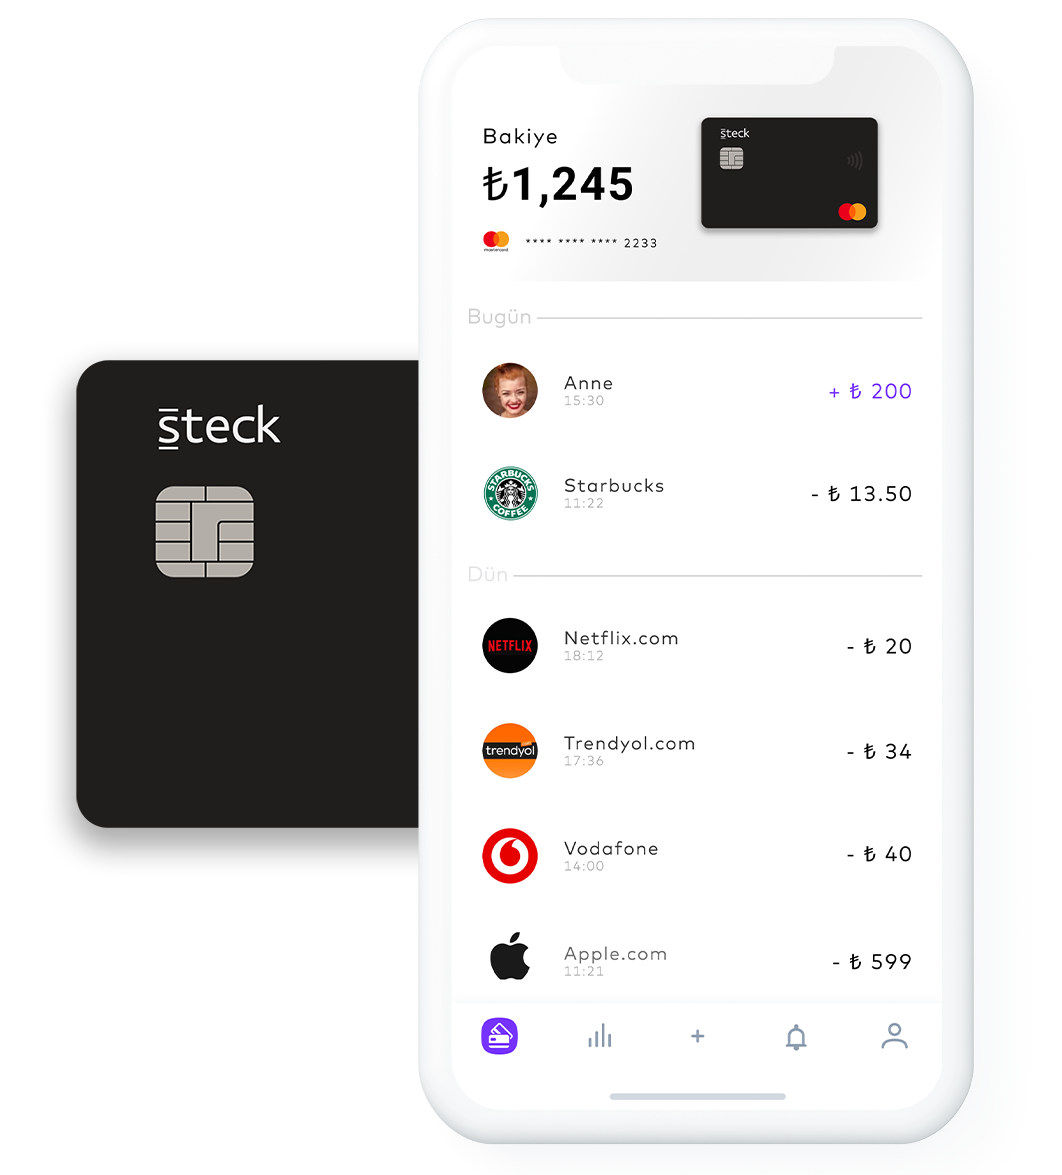 steck
Bakiye
₺1,245
mastercard
**** **** **** 2233
steck
Bugün
Anne
15:30
+ ₺ 200
STARBUCKS
COFFEE
Starbucks
11:22
- ₺ 13.50
Dün
NETFLIX
Netflix.com
18:12
- ₺ 20
trendyol
Trendyol.com
17:36
- ₺ 34
Vodafone
14:00
- ₺ 40
Apple.com
11:21
- ₺ 599